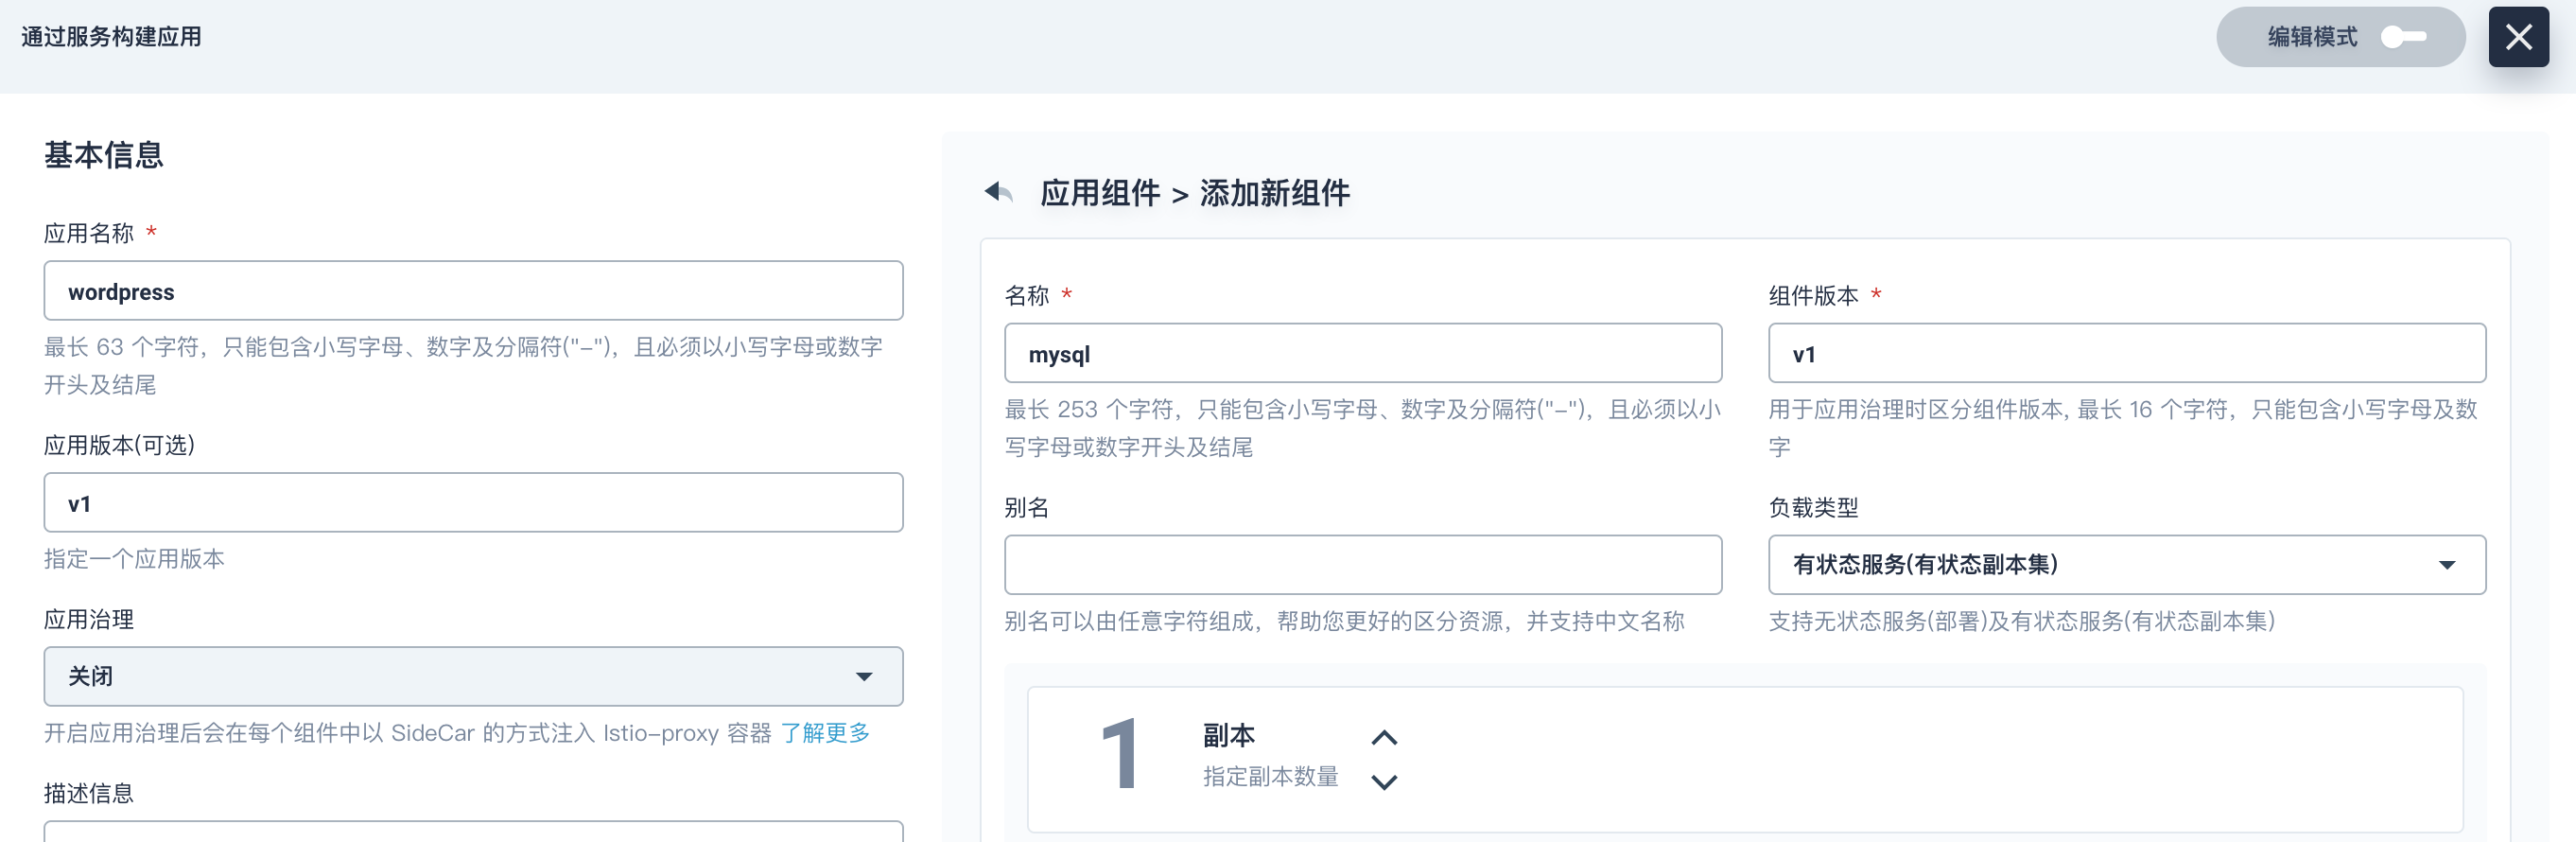 通过服务构建应用
编辑模式
基本信息
应用名称 *
wordpress
最长 63 个字符，只能包含小写字母、数字及分隔符("-")，且必须以小写字母或数字
开头及结尾
应用版本(可选)
v1
指定一个应用版本
应用治理
关闭
开启应用治理后会在每个组件中以 SideCar 的方式注入 Istio-proxy 容器 了解更多
描述信息
应用组件 > 添加新组件
名称 *
mysql
最长 253 个字符，只能包含小写字母、数字及分隔符("-")，且必须以小
写字母或数字开头及结尾
组件版本 *
v1
用于应用治理时区分组件版本, 最长 16 个字符，只能包含小写字母及数
字
别名
别名可以由任意字符组成，帮助您更好的区分资源，并支持中文名称
负载类型
有状态服务(有状态副本集)
支持无状态服务(部署)及有状态服务(有状态副本集)
1
副本
指定副本数量